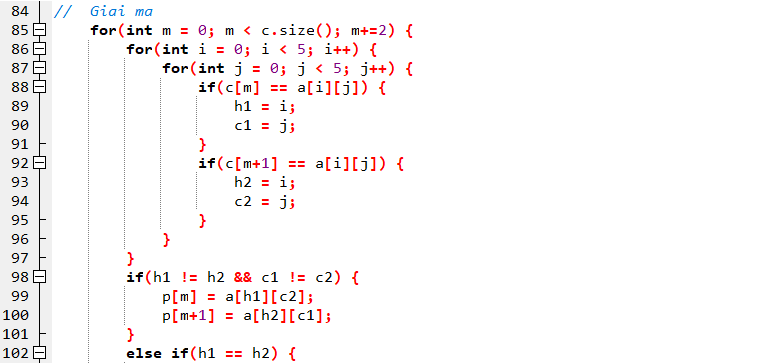 84 //  Giai ma
85     for(int m = 0; m < c.size(); m+=2) {
86         for(int i = 0; i < 5; i++) {
87             for(int j = 0; j < 5; j++) {
88                 if(c[m] == a[i][j]) {
89                     h1 = i;
90                     c1 = j;
91                 }
92                 if(c[m+1] == a[i][j]) {
93                     h2 = i;
94                     c2 = j;
95                 }
96             }
97         }
98         if(h1 != h2 && c1 != c2) {
99             p[m] = a[h1][c2];
100             p[m+1] = a[h2][c1];
101         }
102         else if(h1 == h2) {